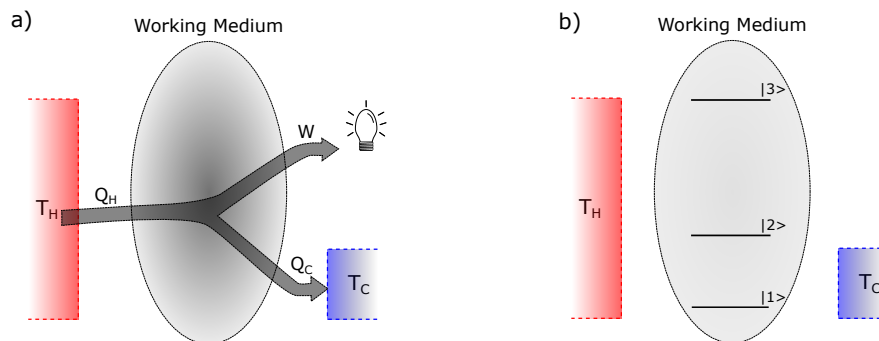 a)
Working Medium
T_H
Q_H
W
Q_C
T_C
b)
Working Medium
|3>
T_H
|2>
|1>
T_C